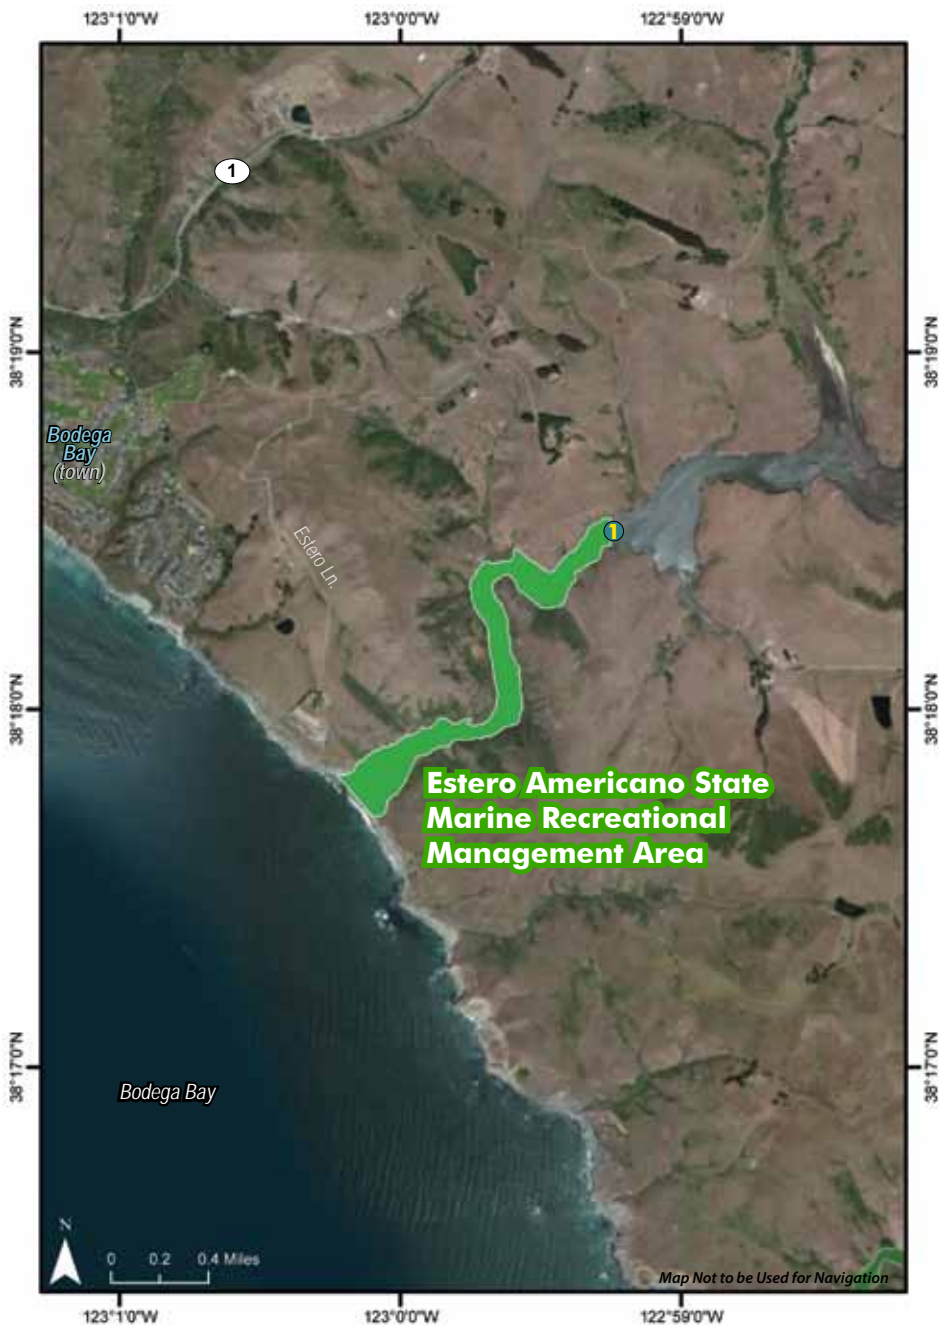 123°1'0"W 123°0'0"W 122°59'0"W
1
38°19'0"N 38°19'0"N
Bodega
Bay
(town)
Estero Ln.
1
38°18'0"N 38°18'0"N
Estero Americano State
Marine Recreational
Management Area
38°17'0"N 38°17'0"N
Bodega Bay
N
0 0.2 0.4 Miles
Map Not to be Used for Navigation
123°1'0"W 123°0'0"W 122°59'0"W